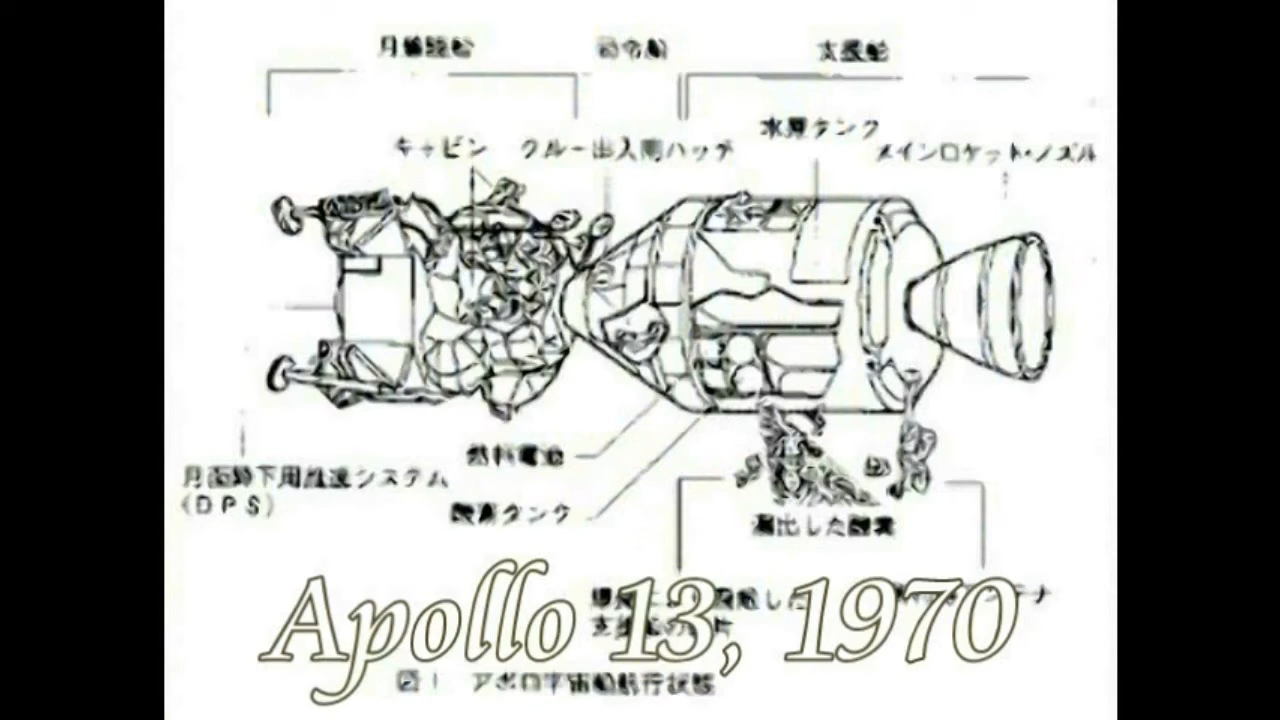 月着陸船 司令船 支援船
水素タンク
キャビン クルー出入用ハッチ メインロケット・ノズル
燃料電池
月面降下用推進システム
(DPS)
酸素タンク
漏出した酸素
Apollo 13, 1970
図1 アポロ宇宙船航行状態